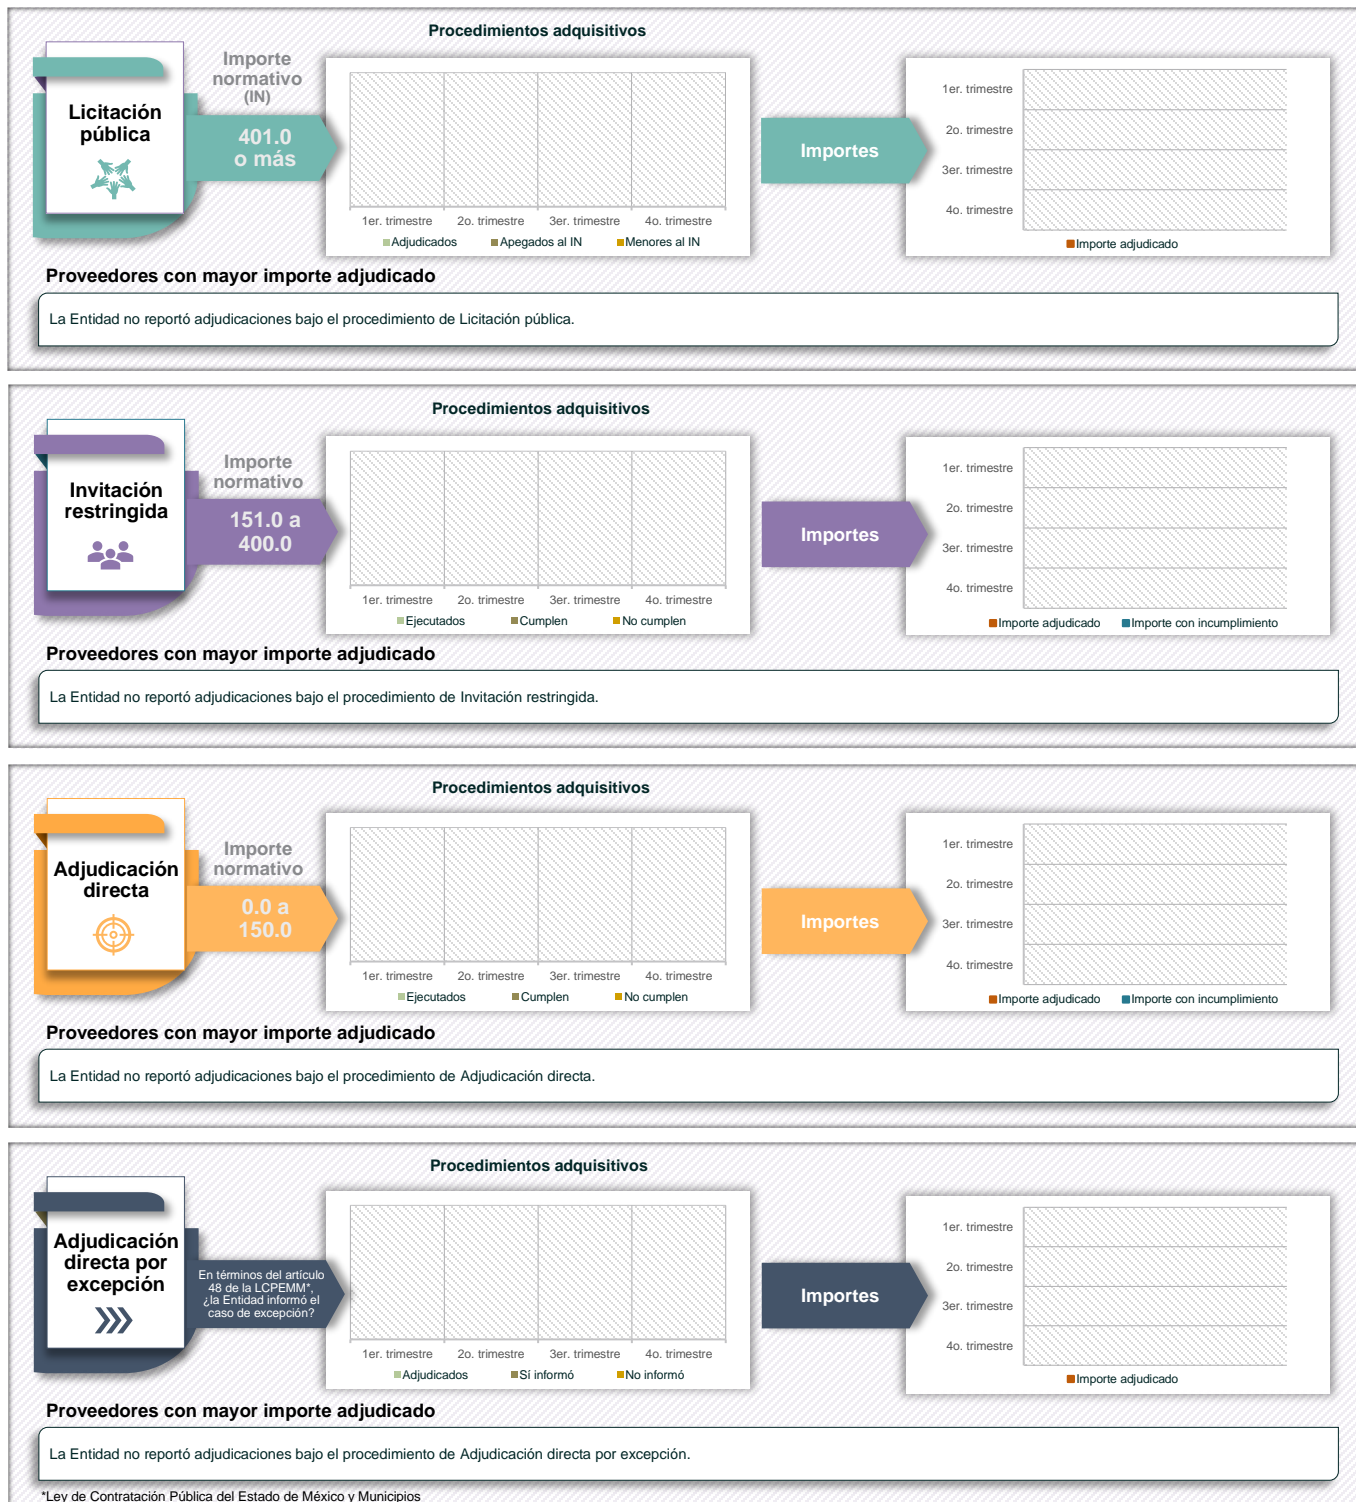 Procedimientos adquisitivos
Licitación
pública
Importe
normativo
(IN)
401.0
o más
1er. trimestre 2o. trimestre 3er. trimestre 4o. trimestre
Adjudicados Apegados al IN Menores al IN
Importes
1er. trimestre
2o. trimestre
3er. trimestre
4o. trimestre
Importe adjudicado
Proveedores con mayor importe adjudicado
La Entidad no reportó adjudicaciones bajo el procedimiento de Licitación pública.
Procedimientos adquisitivos
Invitación
restringida
Importe
normativo
151.0 a
400.0
1er. trimestre 2o. trimestre 3er. trimestre 4o. trimestre
Ejecutados Cumplen No cumplen
Importes
1er. trimestre
2o. trimestre
3er. trimestre
4o. trimestre
Importe adjudicado Importe con incumplimiento
Proveedores con mayor importe adjudicado
La Entidad no reportó adjudicaciones bajo el procedimiento de Invitación restringida.
Procedimientos adquisitivos
Adjudicación
directa
Importe
normativo
0.0 a
150.0
1er. trimestre 2o. trimestre 3er. trimestre 4o. trimestre
Ejecutados Cumplen No cumplen
Importes
1er. trimestre
2o. trimestre
3er. trimestre
4o. trimestre
Importe adjudicado Importe con incumplimiento
Proveedores con mayor importe adjudicado
La Entidad no reportó adjudicaciones bajo el procedimiento de Adjudicación directa.
Procedimientos adquisitivos
Adjudicación
directa por
excepción
En términos del artículo
48 de la LCPEMM*,
¿la Entidad informó el
caso de excepción?
1er. trimestre 2o. trimestre 3er. trimestre 4o. trimestre
Adjudicados Sí informó No informó
Importes
1er. trimestre
2o. trimestre
3er. trimestre
4o. trimestre
Importe adjudicado
Proveedores con mayor importe adjudicado
La Entidad no reportó adjudicaciones bajo el procedimiento de Adjudicación directa por excepción.
*Ley de Contratación Pública del Estado de México y Municipios